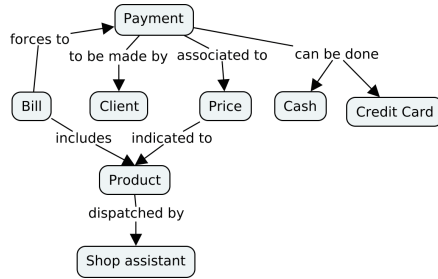 Payment
forces to
to be made by
associated to
can be done
Bill
Client
Price
Cash
Credit Card
includes
indicated to
Product
dispatched by
Shop assistant